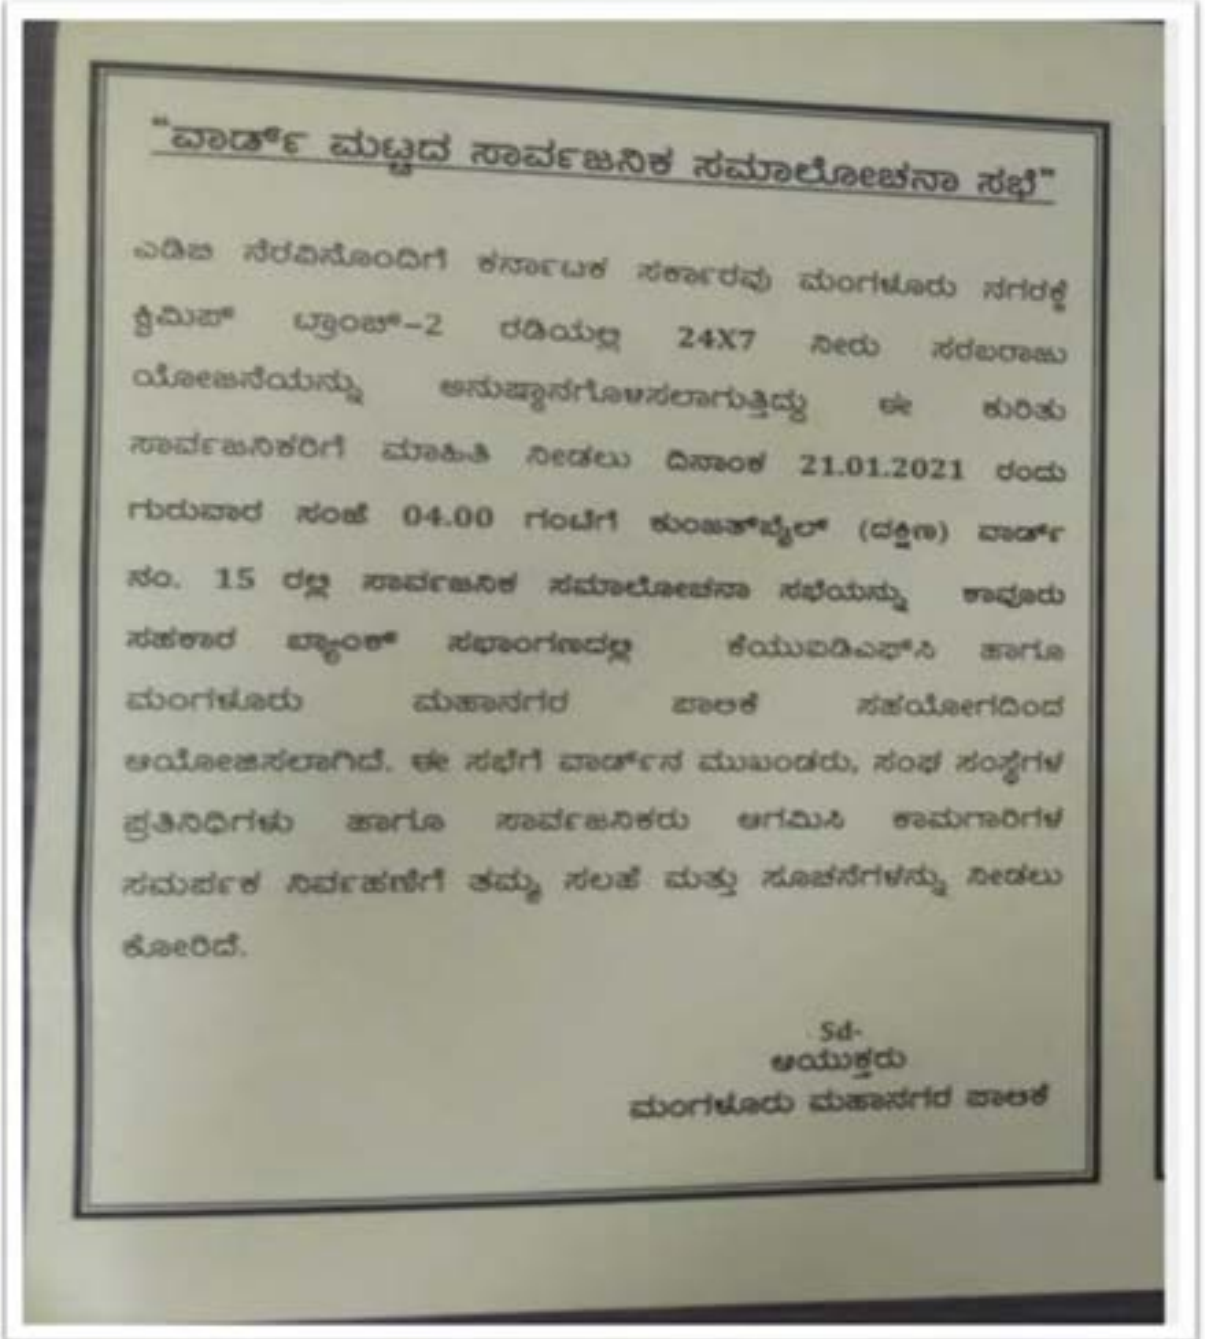 "ವಾರ್ಡ್ ಮಟ್ಟದ ಸಾರ್ವಜನಿಕ ಸಮಾಲೋಚನಾ ಸಭೆ"
ಎಡಿಬಿ ನೆರವಿನೊಂದಿಗೆ ಕರ್ನಾಟಕ ಸರ್ಕಾರವು ಮಂಗಳೂರು ನಗರಕ್ಕೆ
ಕ್ವಿಮಿಪ್ ಟ್ರಾಂಚ್-2 ರಡಿಯಲ್ಲಿ 24X7 ನೀರು ಸರಬರಾಜು
ಯೋಜನೆಯನ್ನು ಅನುಷ್ಠಾನಗೊಳಿಸಲಾಗುತ್ತಿದ್ದು ಈ ಕುರಿತು
ಸಾರ್ವಜನಿಕರಿಗೆ ಮಾಹಿತಿ ನೀಡಲು ದಿನಾಂಕ 21.01.2021 ರಂದು
ಗುರುವಾರ ಸಂಜೆ 04.00 ಗಂಟೆಗೆ ಕುಂಜತ್‌ಬೈಲ್ (ದಕ್ಷಿಣ) ವಾರ್ಡ್
ನಂ. 15 ರಲ್ಲಿ ಸಾರ್ವಜನಿಕ ಸಮಾಲೋಚನಾ ಸಭೆಯನ್ನು ಕಾವೂರು
ಸಹಕಾರ ಬ್ಯಾಂಕ್ ಸಭಾಂಗಣದಲ್ಲಿ ಕೆಯುಐಡಿಎಫ್‌ಸಿ ಹಾಗೂ
ಮಂಗಳೂರು ಮಹಾನಗರ ಪಾಲಿಕೆ ಸಹಯೋಗದಿಂದ
ಆಯೋಜಿಸಲಾಗಿದೆ. ಈ ಸಭೆಗೆ ವಾರ್ಡ್‌ನ ಮುಖಂಡರು, ಸಂಘ ಸಂಸ್ಥೆಗಳ
ಪ್ರತಿನಿಧಿಗಳು ಹಾಗೂ ಸಾರ್ವಜನಿಕರು ಆಗಮಿಸಿ ಕಾಮಗಾರಿಗಳ
ಸಮರ್ಪಕ ನಿರ್ವಹಣೆಗೆ ತಮ್ಮ ಸಲಹೆ ಮತ್ತು ಸೂಚನೆಗಳನ್ನು ನೀಡಲು
ಕೋರಿದೆ.
Sd-
ಆಯುಕ್ತರು
ಮಂಗಳೂರು ಮಹಾನಗರ ಪಾಲಿಕೆ